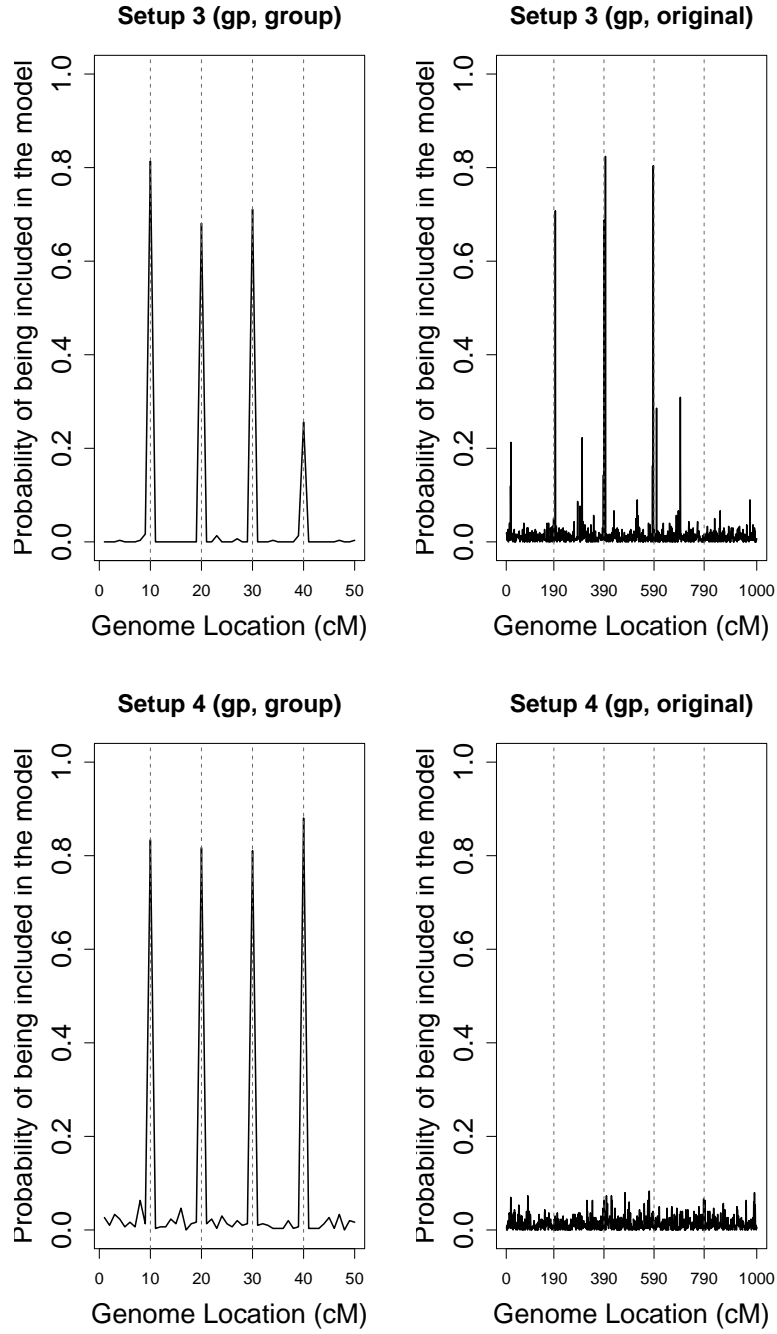 Setup 3 (gp, group)
Probability of being included in the model
0.0 0.2 0.4 0.6 0.8 1.0
0 10 20 30 40 50
Genome Location (cM)
Setup 3 (gp, original)
Probability of being included in the model
0.0 0.2 0.4 0.6 0.8 1.0
0 190 390 590 790 1000
Genome Location (cM)
Setup 4 (gp, group)
Probability of being included in the model
0.0 0.2 0.4 0.6 0.8 1.0
0 10 20 30 40 50
Genome Location (cM)
Setup 4 (gp, original)
Probability of being included in the model
0.0 0.2 0.4 0.6 0.8 1.0
0 190 390 590 790 1000
Genome Location (cM)